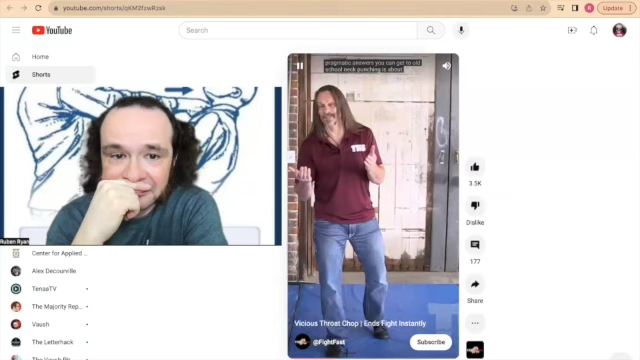 youtube.com/shorts/qKM2fzwRzsk
Update
YouTube
Search
Home
Shorts
pragmatic answers you can get to old
school neck punching is about
Ruben Ryan
Center for Applied ...
Alex Decourville
TenaaTV
The Majority Rep...
Vaush
The Letterhack
Vicious Throat Chop | Ends Fight Instantly
@FightFast
Subscribe
3.5K
Dislike
177
Share